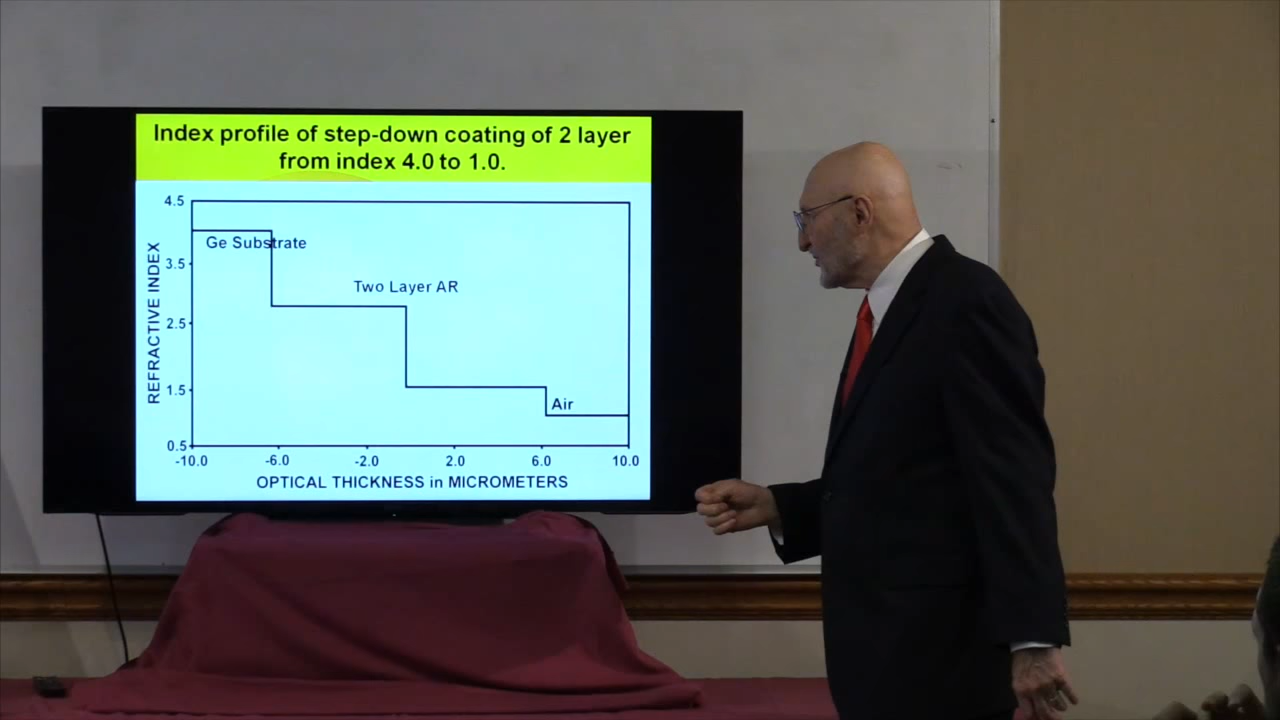 Index profile of step-down coating of 2 layer
from index 4.0 to 1.0.
4.5
Ge Substrate
3.5
Two Layer AR
2.5
1.5
Air
0.5
REFRACTIVE INDEX
-10.0 -6.0 -2.0 2.0 6.0 10.0
OPTICAL THICKNESS in MICROMETERS